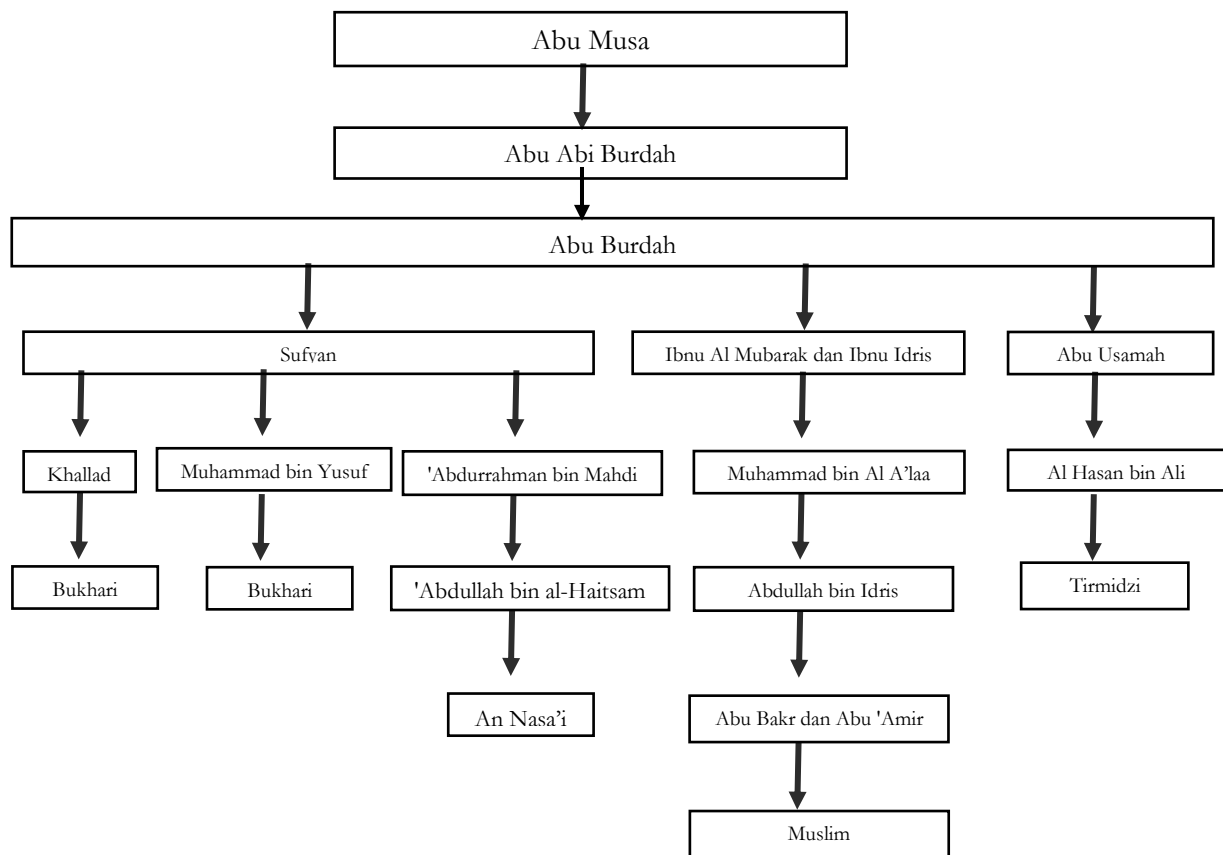 Abu Musa
Abu Abi Burdah
Abu Burdah
Sufyan
Ibnu Al Mubarak dan Ibnu Idris
Abu Usamah
Khallad
Muhammad bin Yusuf
'Abdurrahman bin Mahdi
Muhammad bin Al A’laa
Al Hasan bin Ali
Bukhari
Bukhari
'Abdullah bin al-Haitsam
Abdullah bin Idris
Tirmidzi
An Nasa’i
Abu Bakr dan Abu 'Amir
Muslim